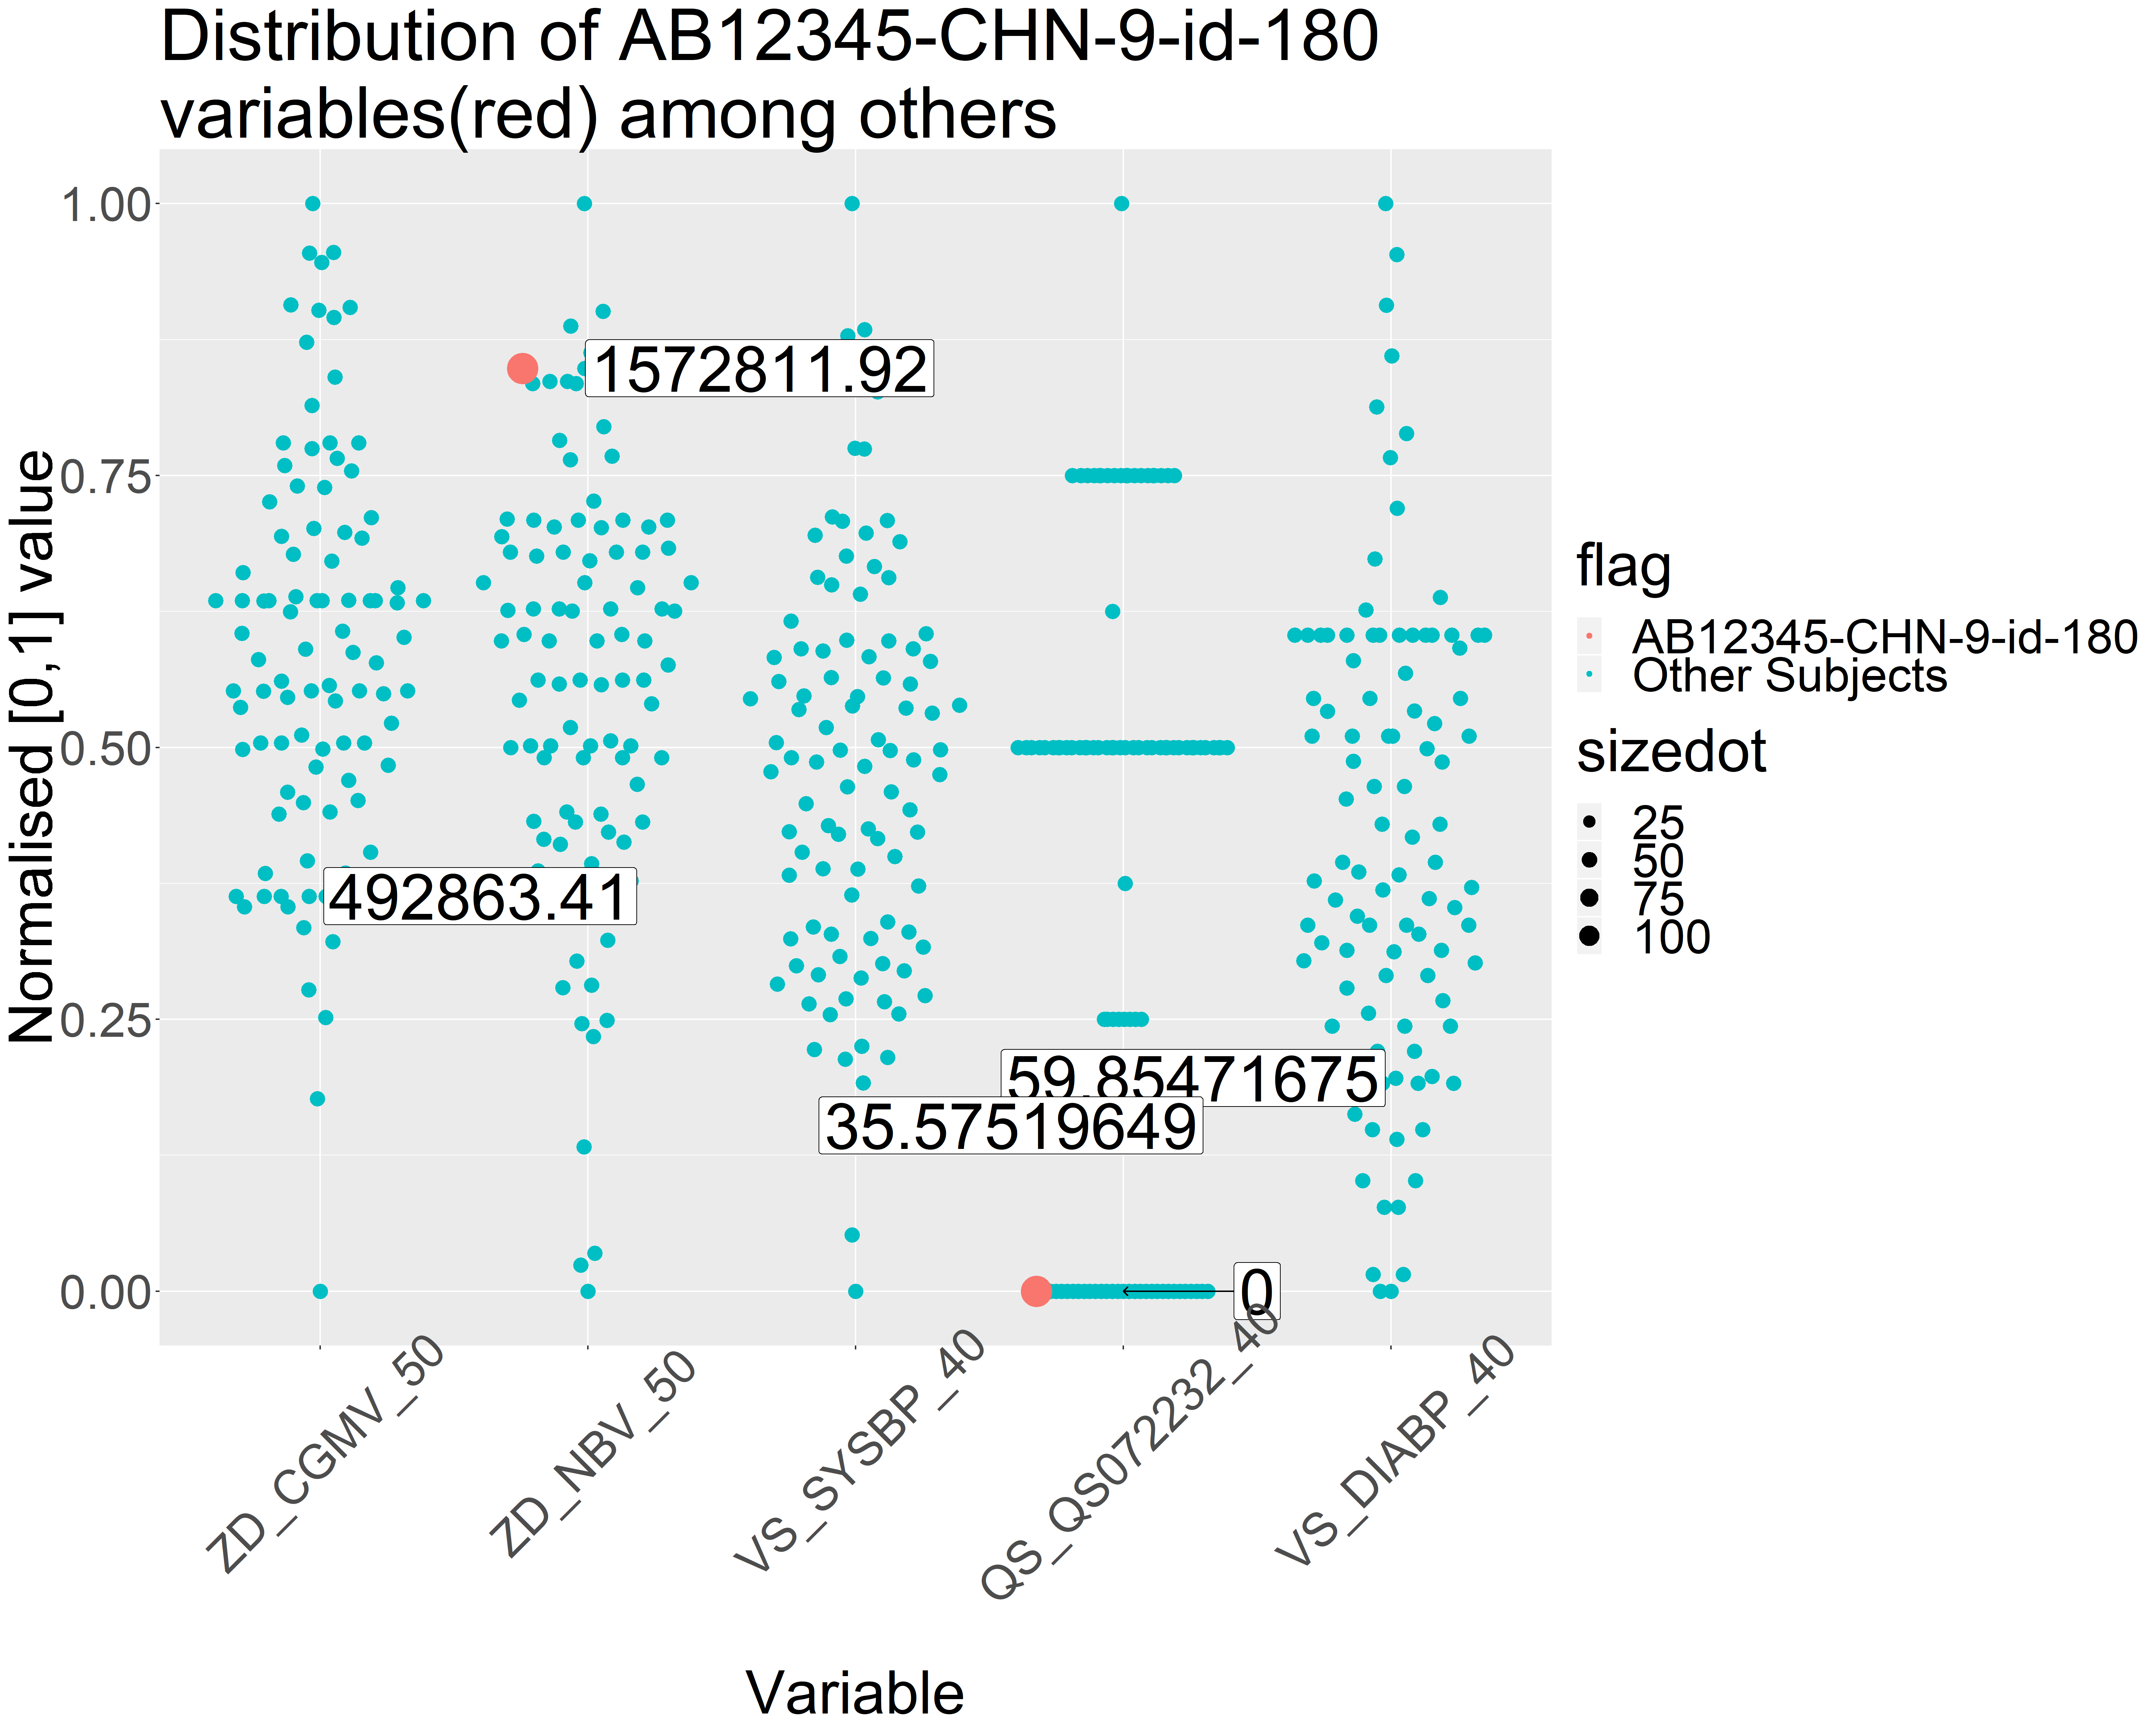 Distribution of AB12345-CHN-9-id-180
variables(red) among others
Normalised [0,1] value
1.00
0.75
0.50
0.25
0.00
1572811.92
492863.41
59.85471675
35.57519649
0
ZD_CGMV_50
ZD_NBV_50
VS_SYSBP_40
QS_QS072232_40
VS_DIABP_40
Variable
flag
AB12345-CHN-9-id-180
Other Subjects
sizedot
25
50
75
100